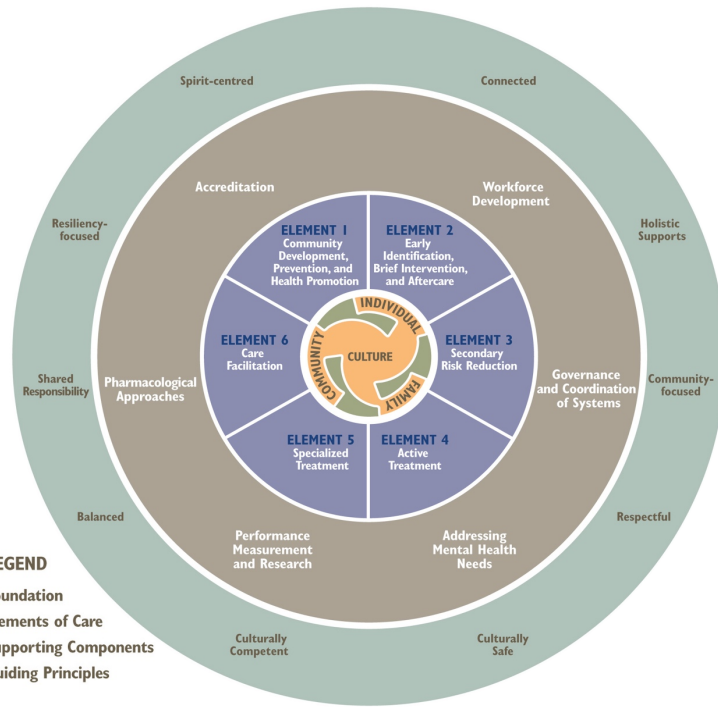 Spirit-centred
Connected
Accreditation
Workforce
Development
Resiliency-
focused
Holistic
Supports
ELEMENT 1
Community
Development,
Prevention, and
Health Promotion
ELEMENT 2
Early
Identification,
Brief Intervention,
and Aftercare
INDIVIDUAL
ELEMENT 6
Care
Facilitation
COMMUNITY
CULTURE
FAMILY
ELEMENT 3
Secondary
Risk Reduction
Shared
Responsibility
Pharmacological
Approaches
Governance
and Coordination
of Systems
Community-
focused
ELEMENT 5
Specialized
Treatment
ELEMENT 4
Active
Treatment
Balanced
Respectful
Performance
Measurement
and Research
Addressing
Mental Health
Needs
EGEND
oundation
ements of Care
upporting Components
uiding Principles
Culturally
Competent
Culturally
Safe